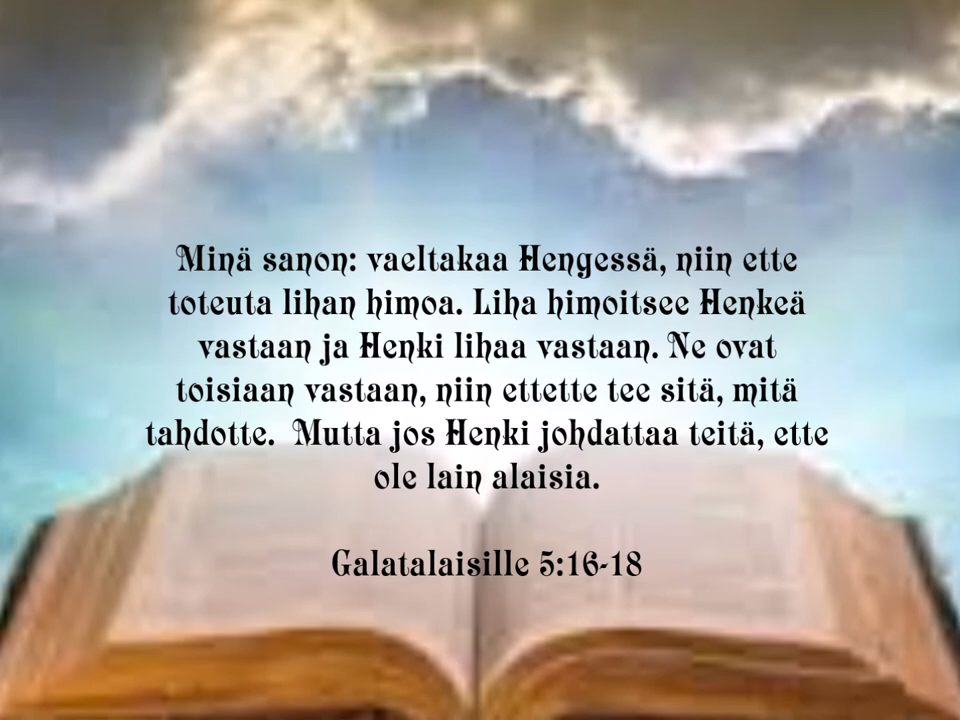 Minä sanon: vaeltakaa Hengessä, niin ette
toteuta lihan himoa. Liha himoitsee Henkeä
vastaan ja Henki lihaa vastaan. Ne ovat
toisiaan vastaan, niin ettette tee sitä, mitä
tahdotte.  Mutta jos Henki johdattaa teitä, ette
ole lain alaisia.
Galatalaisille 5:16-18